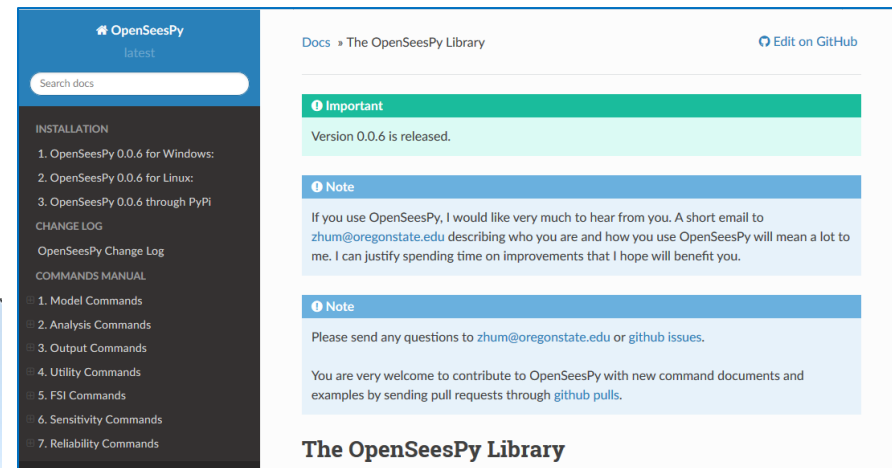 OpenSeesPy
latest
Search docs
INSTALLATION
1. OpenSeesPy 0.0.6 for Windows:
2. OpenSeesPy 0.0.6 for Linux:
3. OpenSeesPy 0.0.6 through PyPi
CHANGE LOG
OpenSeesPy Change Log
COMMANDS MANUAL
1. Model Commands
2. Analysis Commands
3. Output Commands
4. Utility Commands
5. FSI Commands
6. Sensitivity Commands
7. Reliability Commands
Docs » The OpenSeesPy Library
Edit on GitHub
Important
Version 0.0.6 is released.
Note
If you use OpenSeesPy, I would like very much to hear from you. A short email to
zhum@oregonstate.edu describing who you are and how you use OpenSeesPy will mean a lot to
me. I can justify spending time on improvements that I hope will benefit you.
Note
Please send any questions to zhum@oregonstate.edu or github issues.
You are very welcome to contribute to OpenSeesPy with new command documents and
examples by sending pull requests through github pulls.
The OpenSeesPy Library